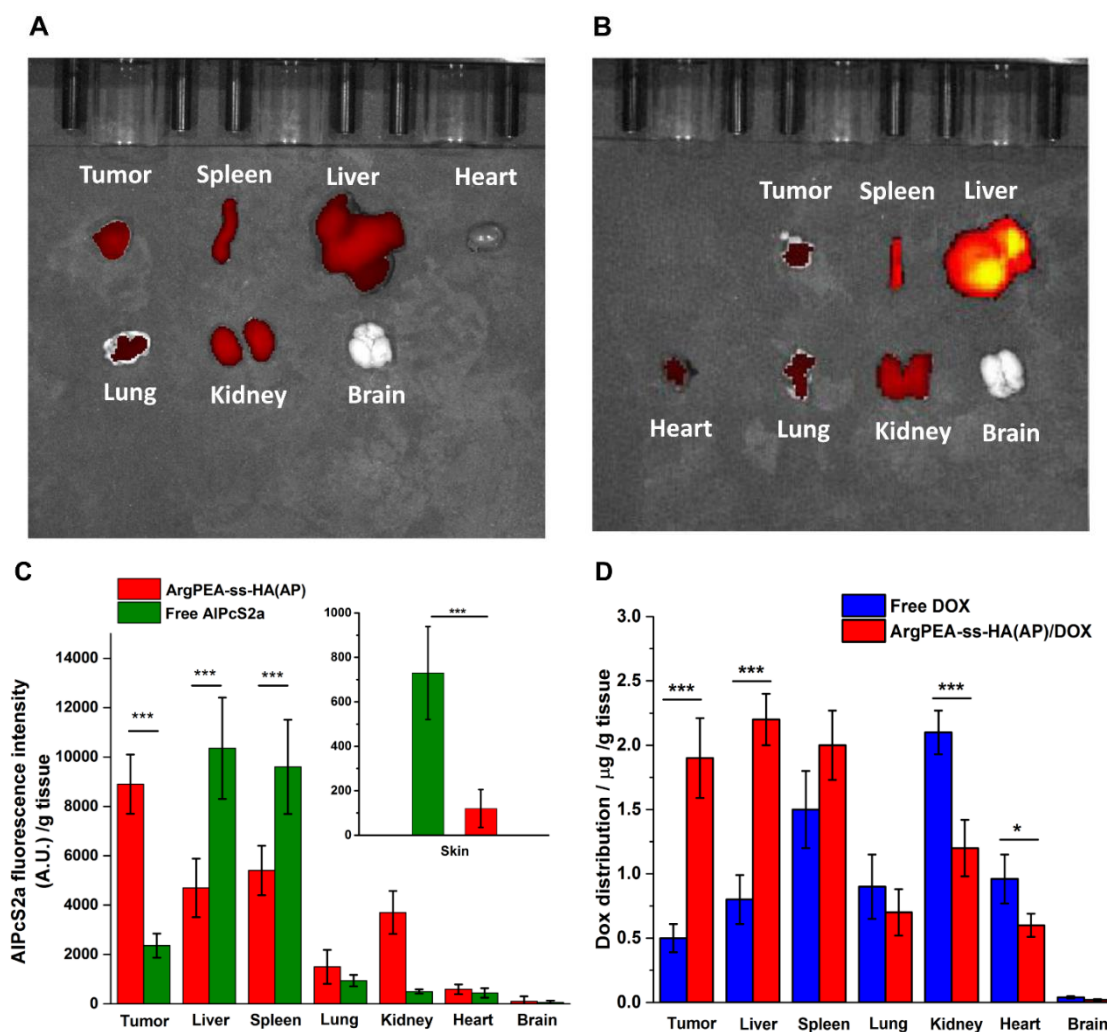 A
B
Tumor Spleen Liver Heart
Lung Kidney Brain
Tumor Spleen Liver
Heart Lung Kidney Brain
C
ArgPEA-ss-HA(AP)
Free AlPcS2a
AlPcS2a fluorescence intensity
(A.U.) /g tissue
14000
12000
10000
8000
6000
4000
2000
0
***
***
***
1000
800
600
400
200
0
***
Skin
Tumor Liver Spleen Lung Kidney Heart Brain
D
Free DOX
ArgPEA-ss-HA(AP)/DOX
Dox distribution / μg /g tissue
3.0
2.5
2.0
1.5
1.0
0.5
0.0
***
***
***
*
Tumor Liver Spleen Lung Kidney Heart Brain